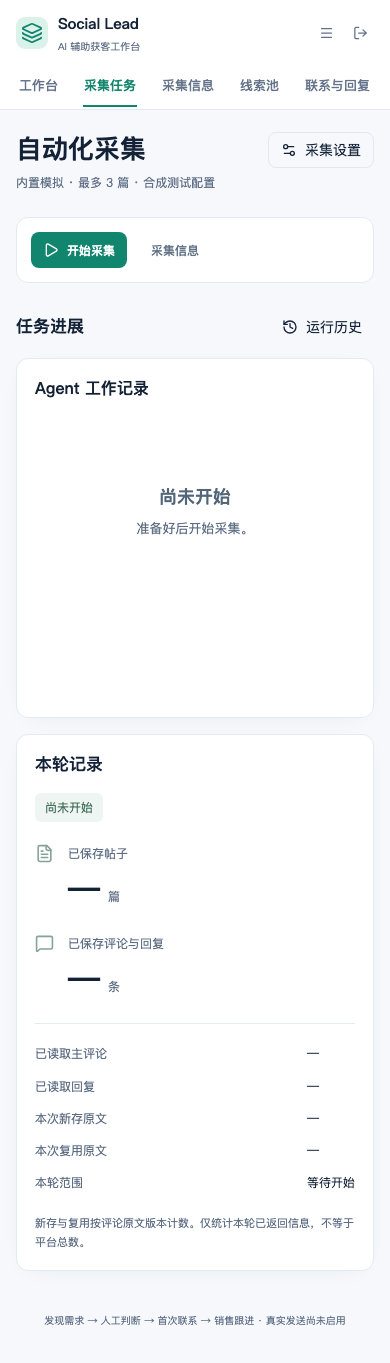 Social Lead
AI 辅助获客工作台
工作台 采集任务 采集信息 线索池 联系与回复
自动化采集
采集设置
内置模拟 · 最多 3 篇 · 合成测试配置
开始采集 采集信息
任务进展
运行历史
Agent 工作记录
尚未开始
准备好后开始采集。
本轮记录
尚未开始
已保存帖子
— 篇
已保存评论与回复
— 条
已读取主评论 —
已读取回复 —
本次新存原文 —
本次复用原文 —
本轮范围 等待开始
新存与复用按评论原文版本计数。仅统计本轮已返回信息，不等于
平台总数。
发现需求 → 人工判断 → 首次联系 → 销售跟进 · 真实发送尚未启用